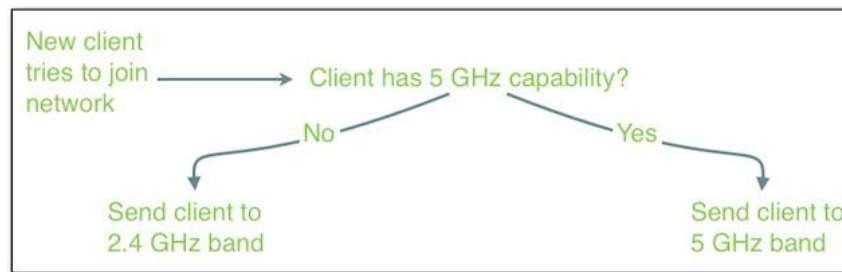 New client
tries to join
network
Client has 5 GHz capability?
No
Yes
Send client to
2.4 GHz band
Send client to
5 GHz band